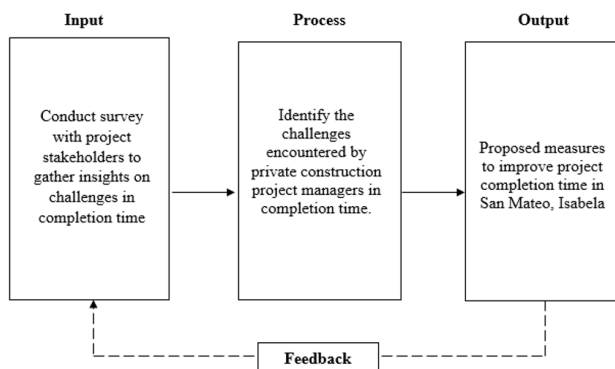 Input
Process
Output
Conduct survey
with project
stakeholders to
gather insights on
challenges in
completion time
Identify the
challenges
encountered by
private construction
project managers in
completion time.
Proposed measures
to improve project
completion time in
San Mateo, Isabela
Feedback